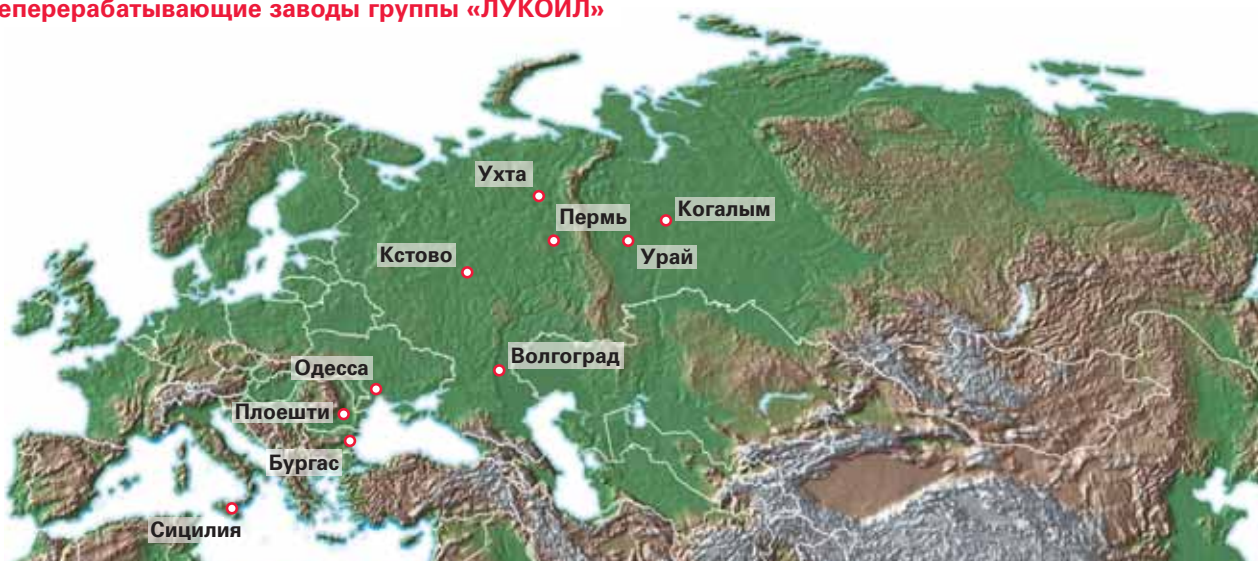 еперерабатывающие заводы группы «ЛУКОЙЛ»
Ухта
Пермь
Когалым
Кстово
Урай
Волгоград
Одесса
Плоешти
Бургас
Сицилия